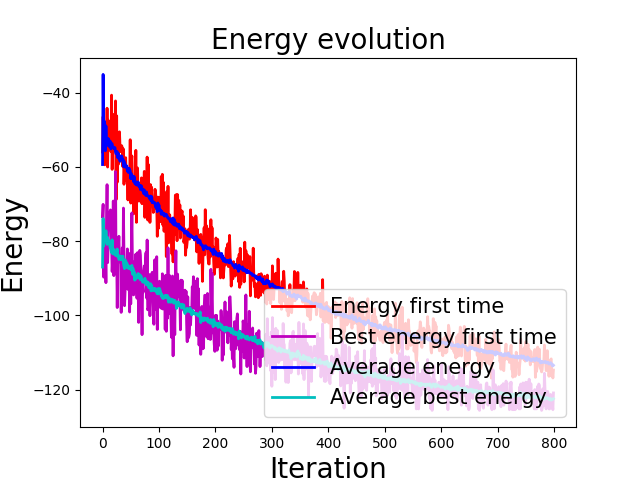 Energy evolution
Energy
−40
−60
−80
−100
−120
Energy first time
Best energy first time
Average energy
Average best energy
0 100 200 300 400 500 600 700 800
Iteration